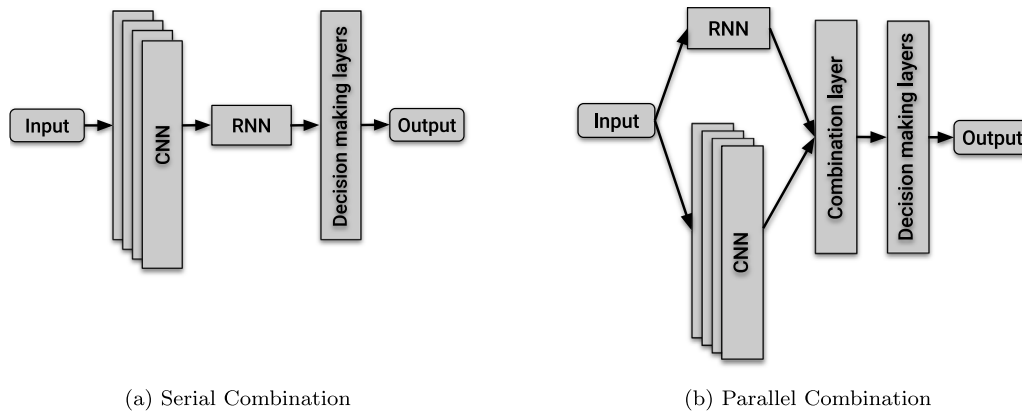 Input
CNN
RNN
Decision making layers
Output
(a) Serial Combination
Input
RNN
CNN
Combination layer
Decision making layers
Output
(b) Parallel Combination